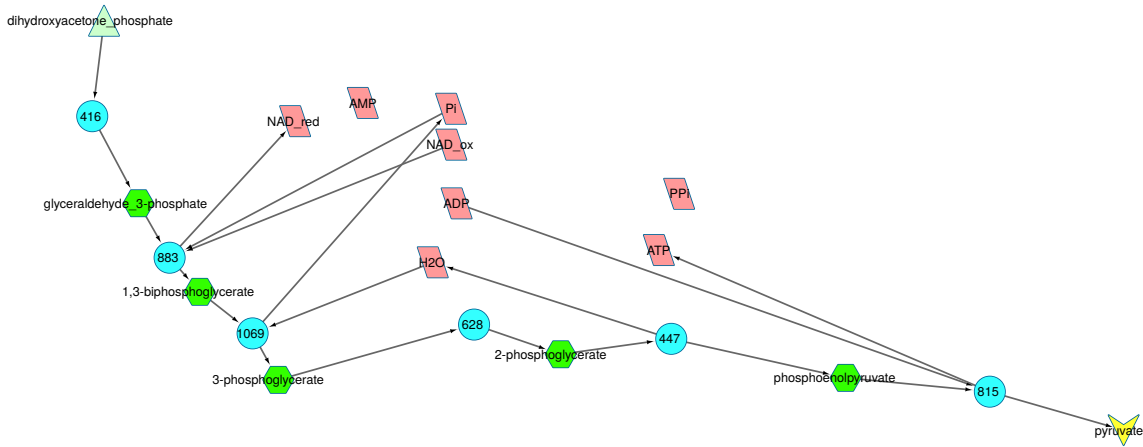 dihydroxyacetone_phosphate
416
NAD_red
AMP
Pi
NAD_ox
glyceraldehyde_3-phosphate
ADP
PPi
883
H2O
ATP
1,3-biphosphoglycerate
1069
628
447
2-phosphoglycerate
3-phosphoglycerate
phosphoenolpyruvate
815
pyruvate